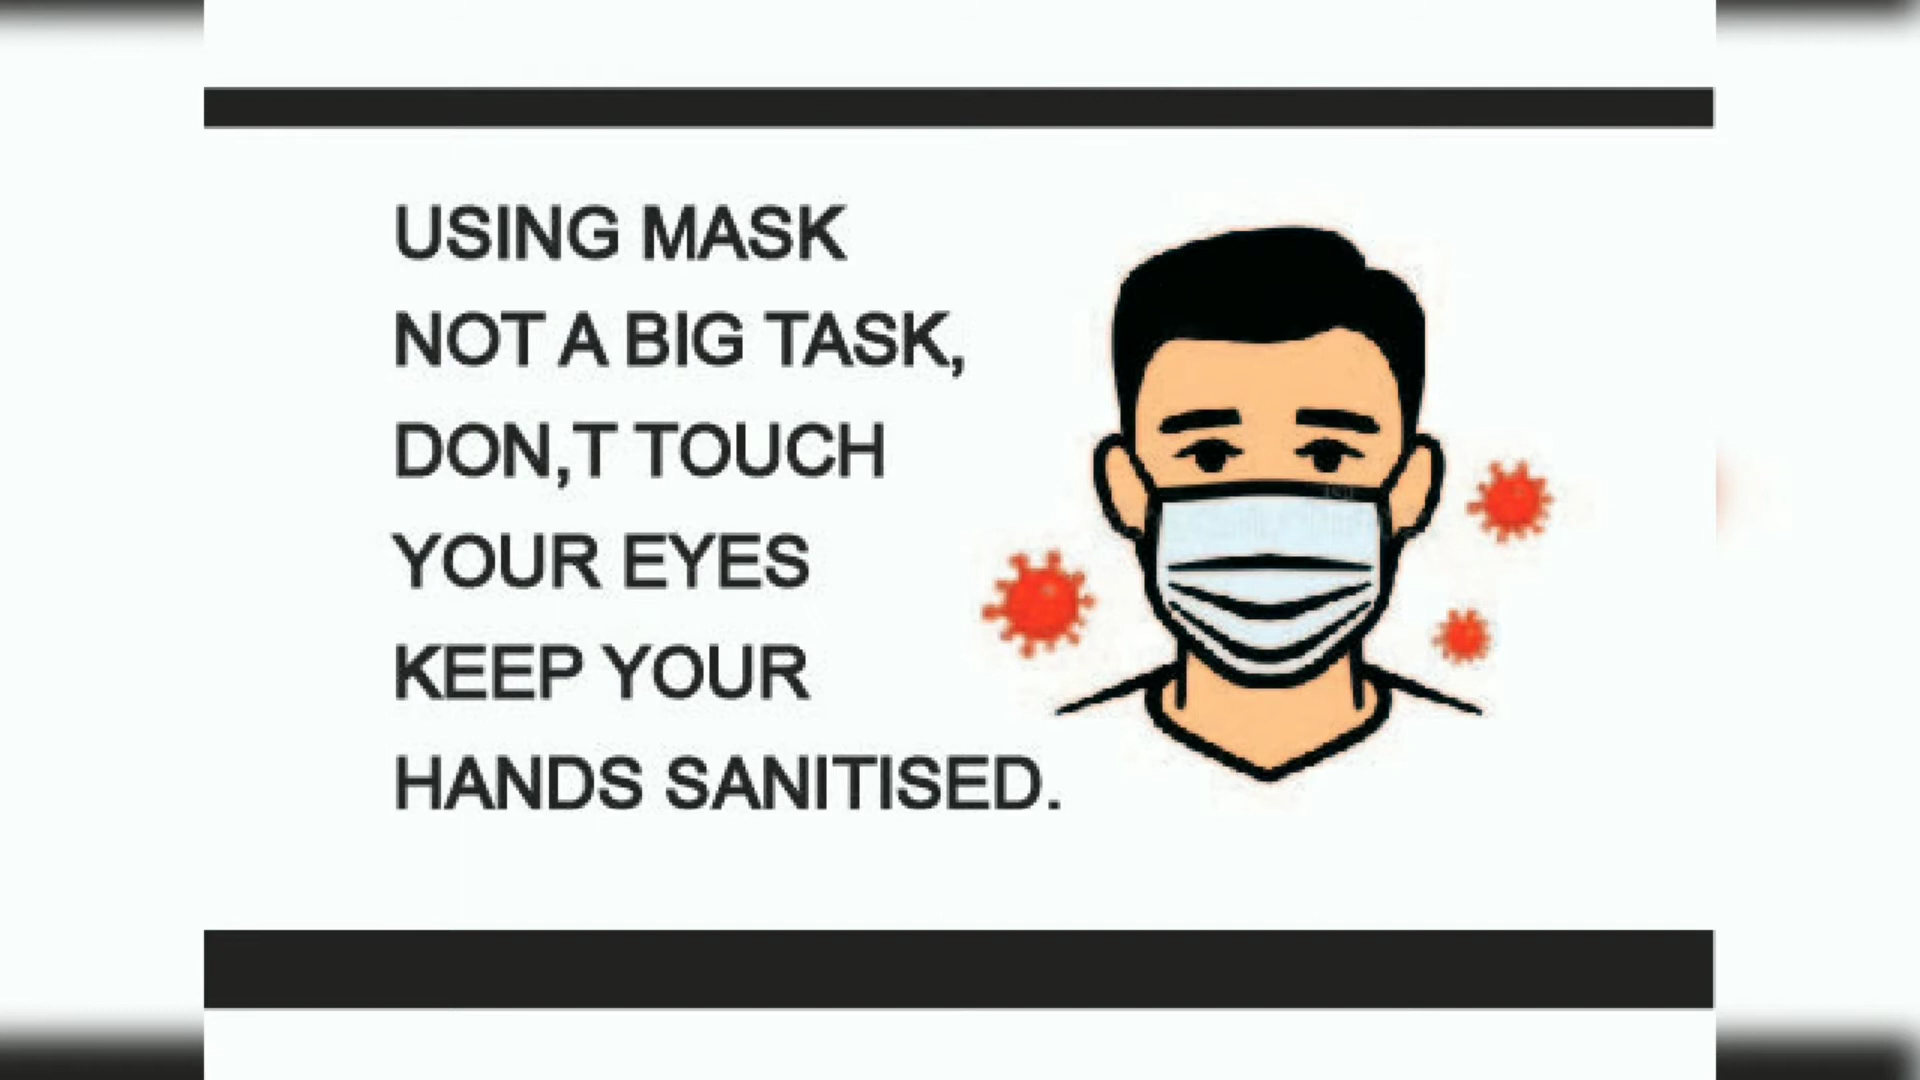 USING MASK
NOT A BIG TASK,
DON,T TOUCH
YOUR EYES
KEEP YOUR
HANDS SANITISED.